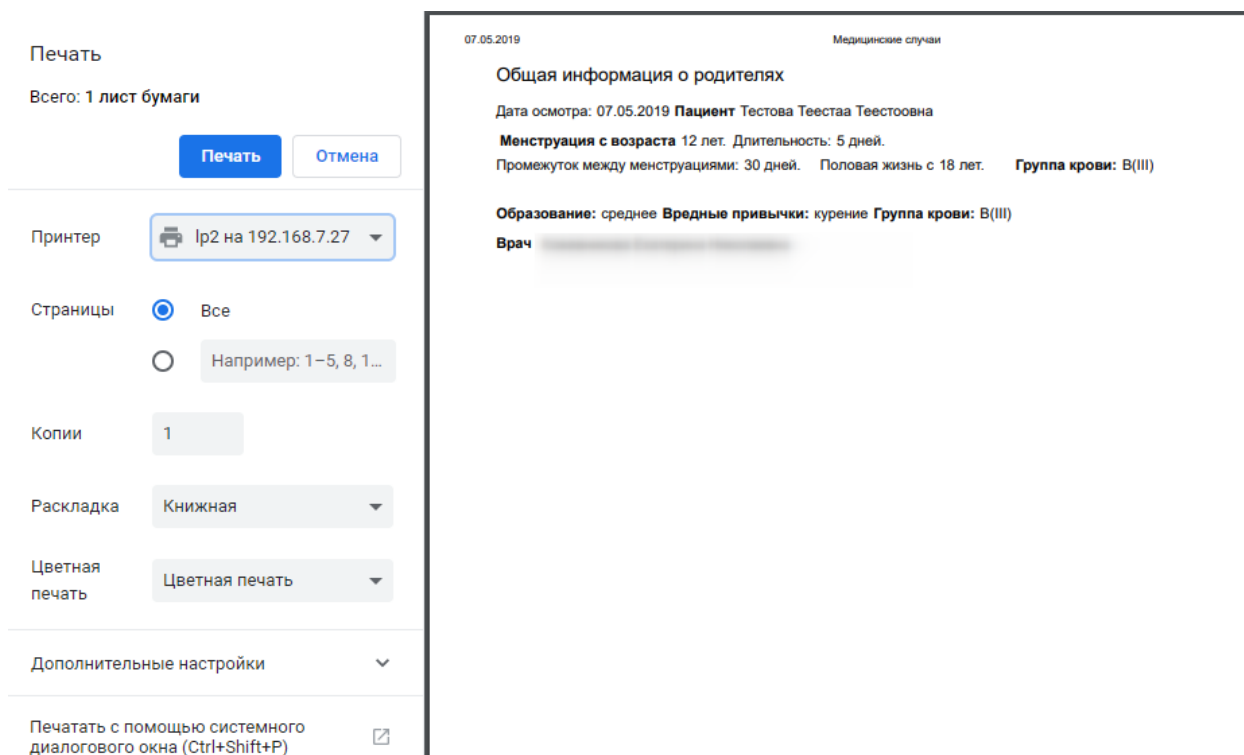 Печать
Всего: 1 лист бумаги
Печать
Отмена
Принтер
lp2 на 192.168.7.27
Страницы
Все
Например: 1–5, 8, 1...
Копии
1
Раскладка
Книжная
Цветная
печать
Цветная печать
Дополнительные настройки
Печатать с помощью системного
диалогового окна (Ctrl+Shift+P)
07.05.2019 Медицинские случаи
Общая информация о родителях
Дата осмотра: 07.05.2019 Пациент Тестова Теестаа Теестоовна
Менструация с возраста 12 лет. Длительность: 5 дней.
Промежуток между менструациями: 30 дней. Половая жизнь с 18 лет. Группа крови: B(III)
Образование: среднее Вредные привычки: курение Группа крови: B(III)
Врач